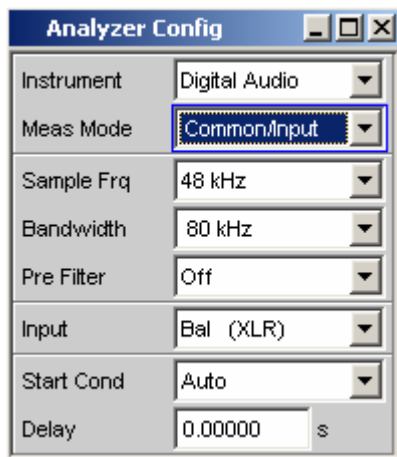 Analyzer Config
Instrument Digital Audio
Meas Mode Common/Input
Sample Frq 48 kHz
Bandwidth 80 kHz
Pre Filter Off
Input Bal (XLR)
Start Cond Auto
Delay 0.00000 s